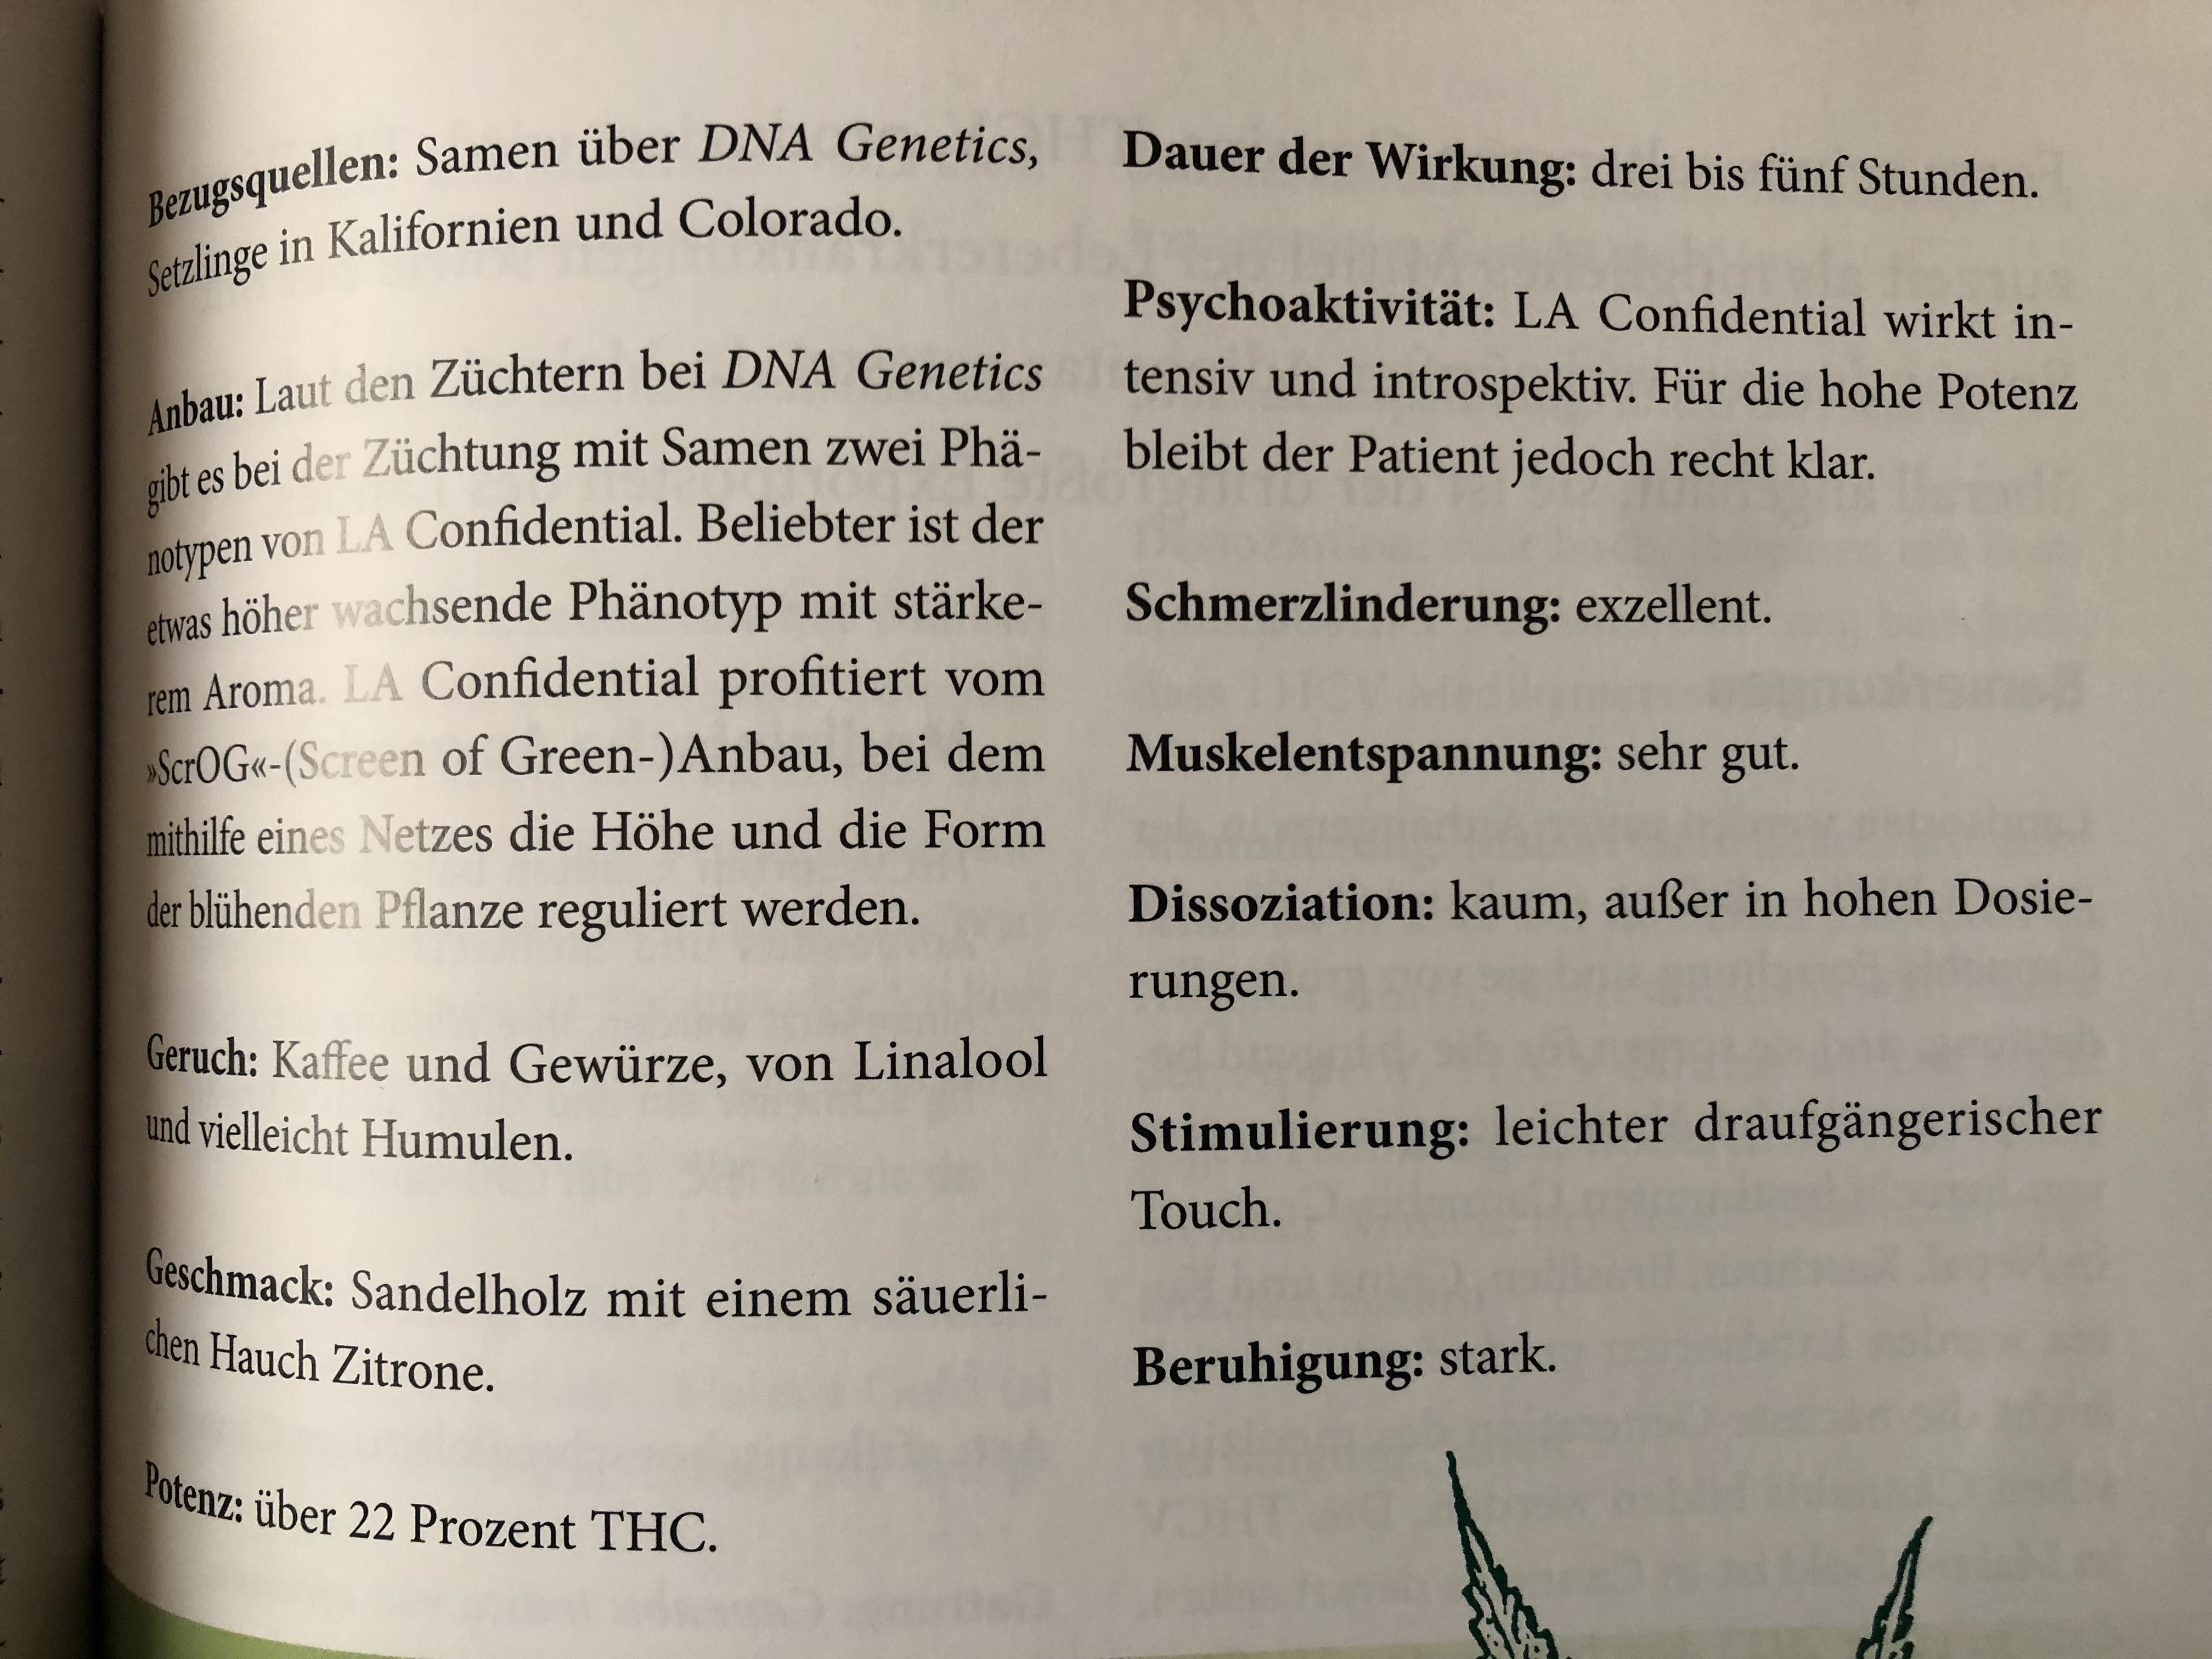 Bezugsquellen: Samen über DNA Genetics,
Setzlinge in Kalifornien und Colorado.
Anbau: Laut den Züchtern bei DNA Genetics
gibt es bei der Züchtung mit Samen zwei Phä-
notypen von LA Confidential. Beliebter ist der
etwas höher wachsende Phänotyp mit stärke-
rem Aroma. LA Confidential profitiert vom
»ScrOG«-(Screen of Green-)Anbau, bei dem
mithilfe eines Netzes die Höhe und die Form
der blühenden Pflanze reguliert werden.
Geruch: Kaffee und Gewürze, von Linalool
und vielleicht Humulen.
Geschmack: Sandelholz mit einem säuerli-
chen Hauch Zitrone.
Potenz: über 22 Prozent THC.
Dauer der Wirkung: drei bis fünf Stunden.
Psychoaktivität: LA Confidential wirkt in-
tensiv und introspektiv. Für die hohe Potenz
bleibt der Patient jedoch recht klar.
Schmerzlinderung: exzellent.
Muskelentspannung: sehr gut.
Dissoziation: kaum, außer in hohen Dosie-
rungen.
Stimulierung: leichter draufgängerischer
Touch.
Beruhigung: stark.